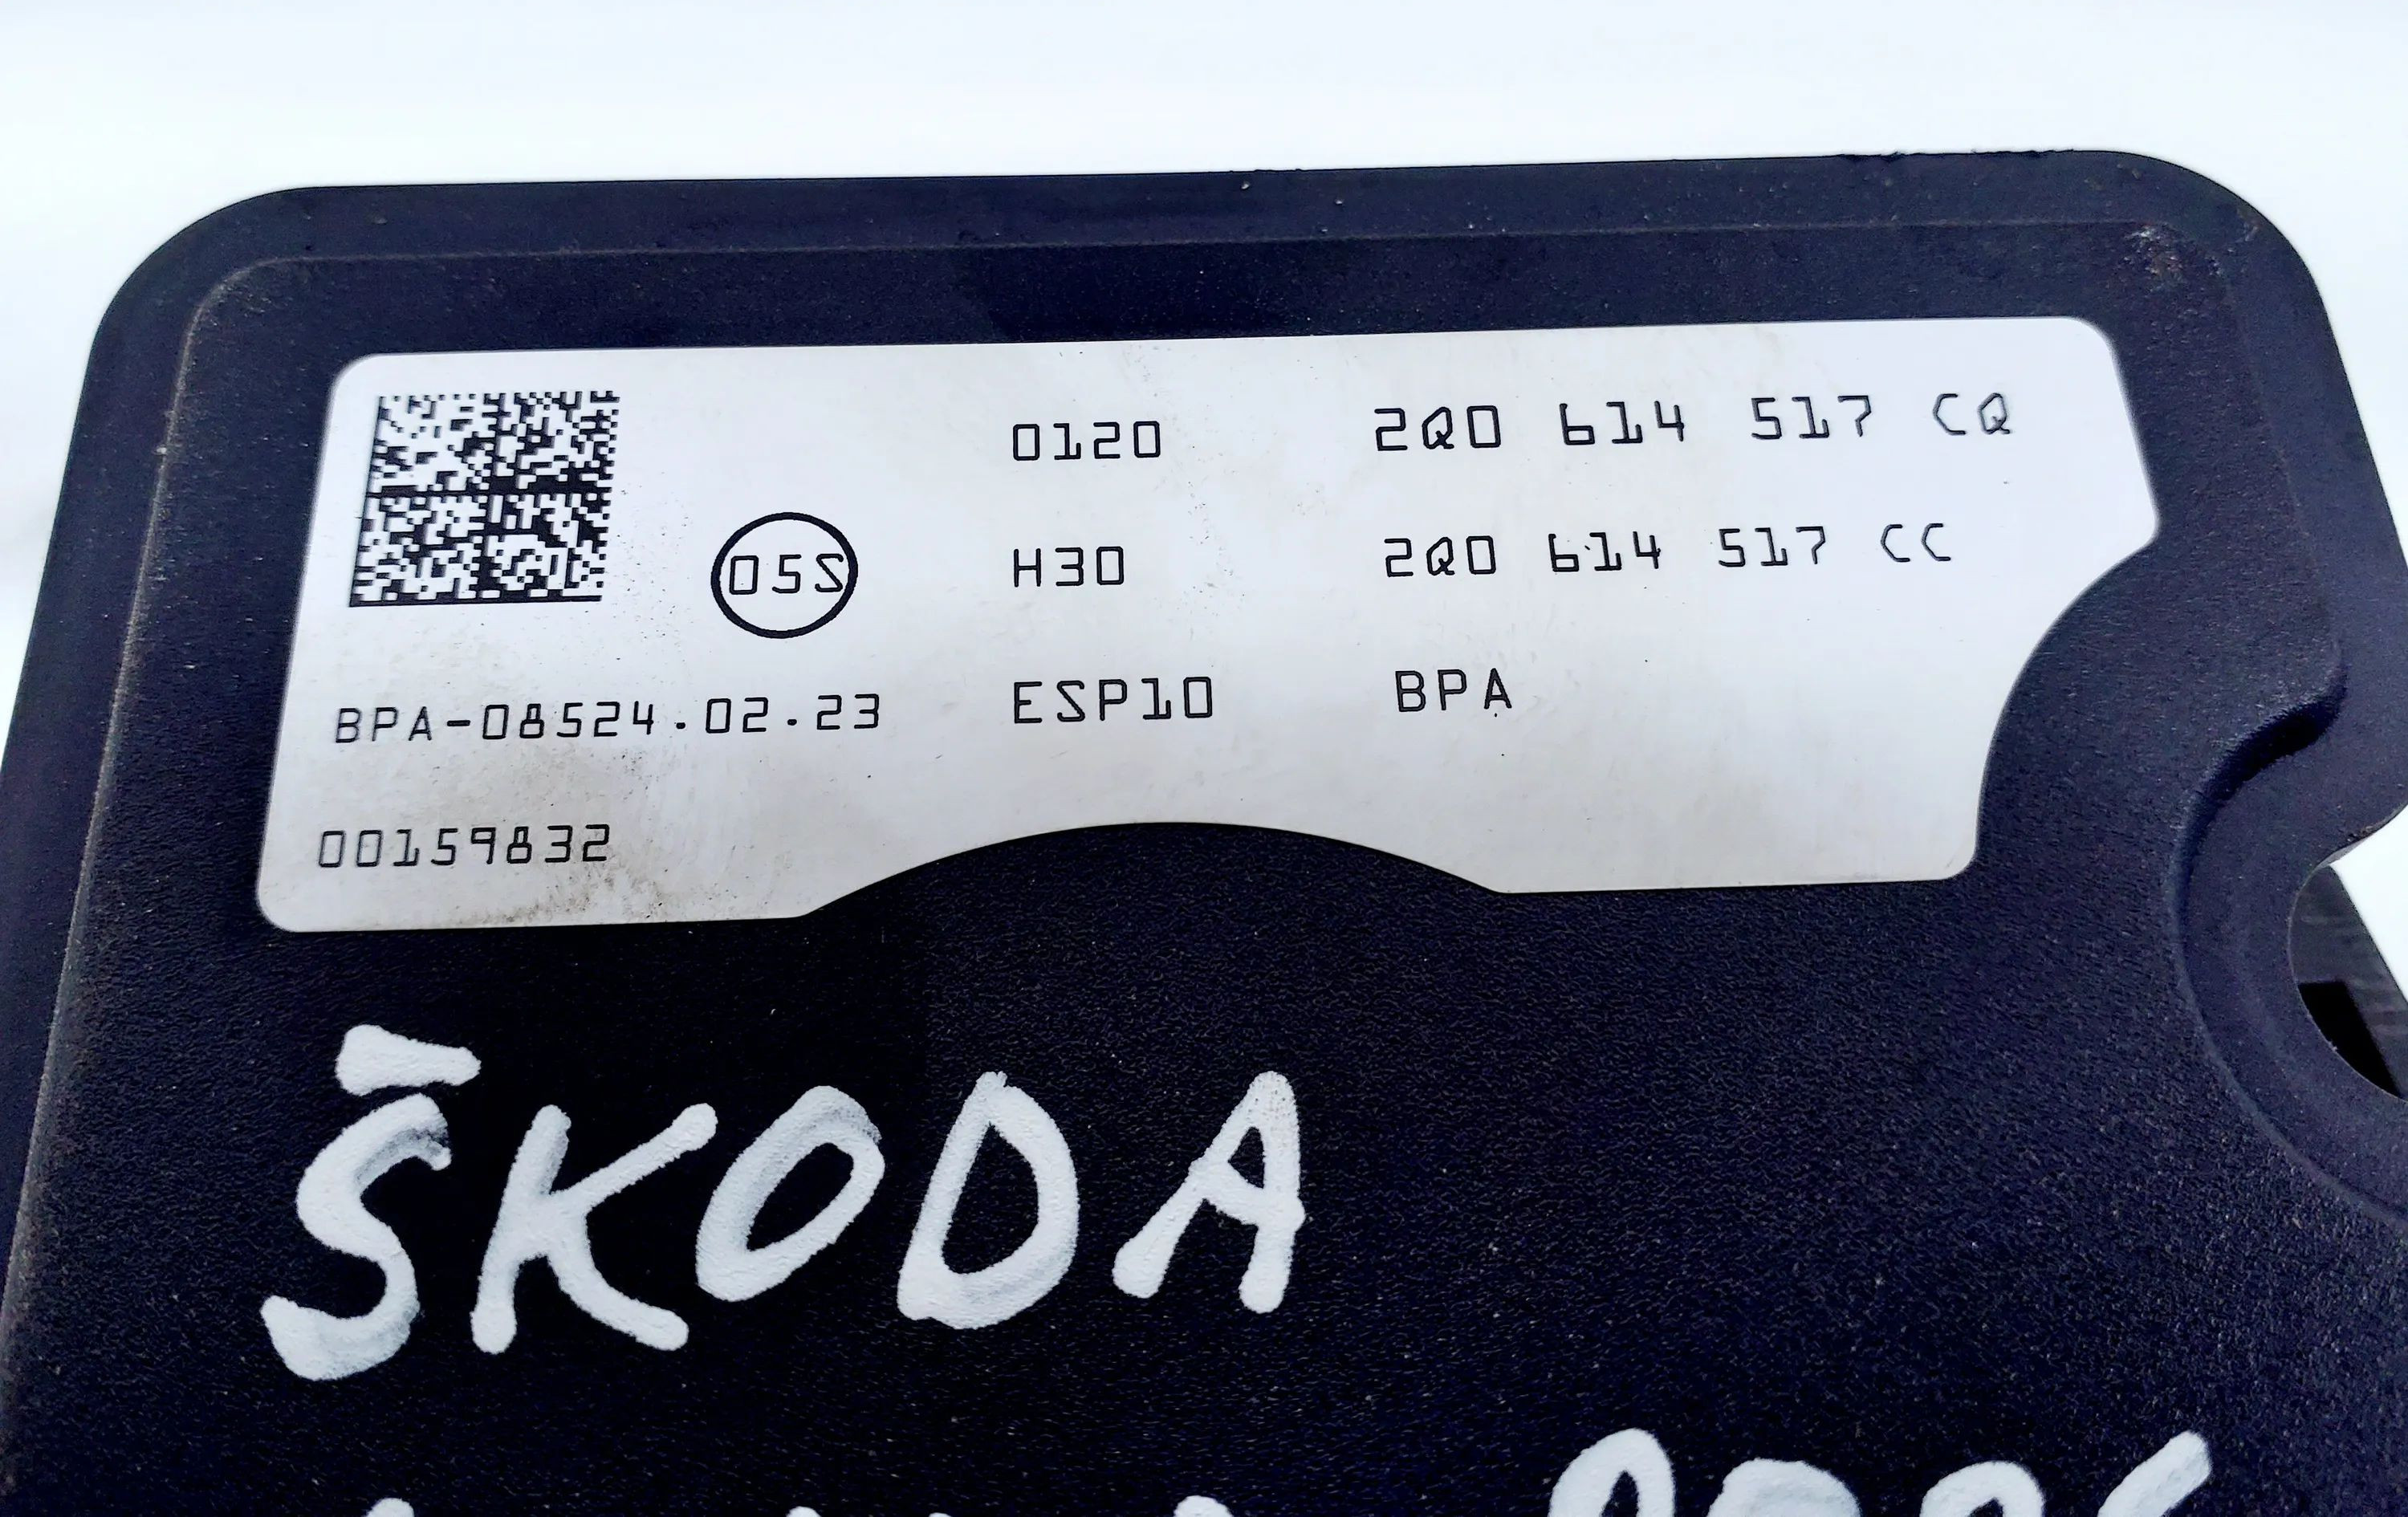 0120 2Q0 614 517 CQ
05S H30 2Q0 614 517 CC
BPA-08524.02.23 ESP10 BPA
00159832
ŠKODA